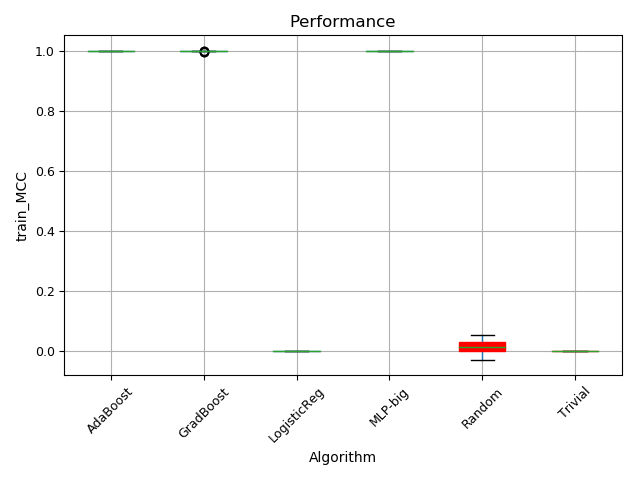 Performance
train_MCC
1.0
0.8
0.6
0.4
0.2
0.0
AdaBoost
GradBoost
LogisticReg
MLP-big
Random
Trivial
Algorithm